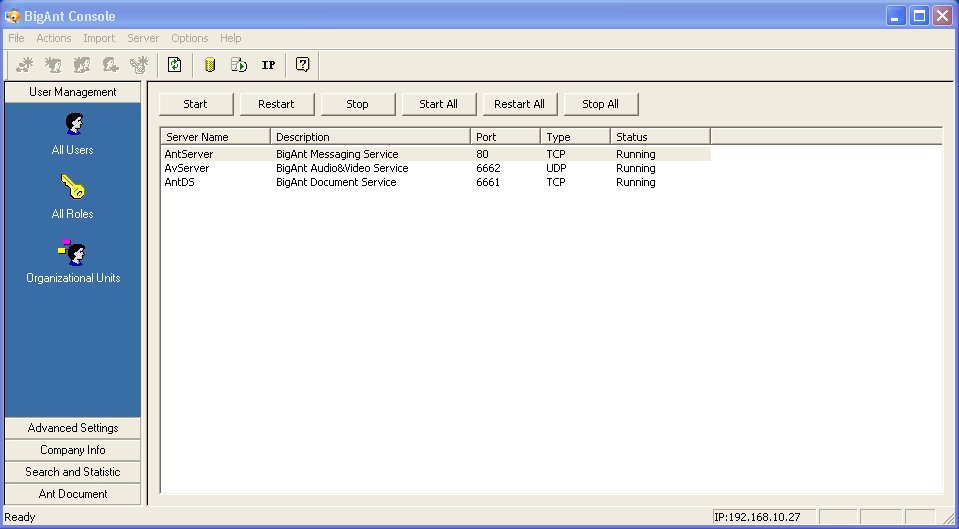 BigAnt Console
File Actions Import Server Options Help
IP
User Management
All Users
All Roles
Organizational Units
Advanced Settings
Company Info
Search and Statistic
Ant Document
Start Restart Stop Start All Restart All Stop All
Server Name Description Port Type Status
AntServer BigAnt Messaging Service 80 TCP Running
AvServer BigAnt Audio&Video Service 6662 UDP Running
AntDS BigAnt Document Service 6661 TCP Running
Ready IP:192.168.10.27